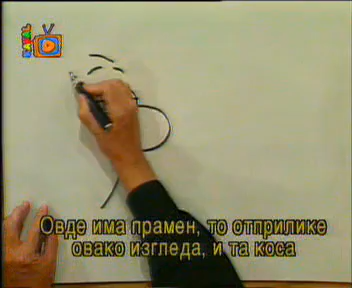 Овде има прамен, то отприлике
овако изгледа, и та коса